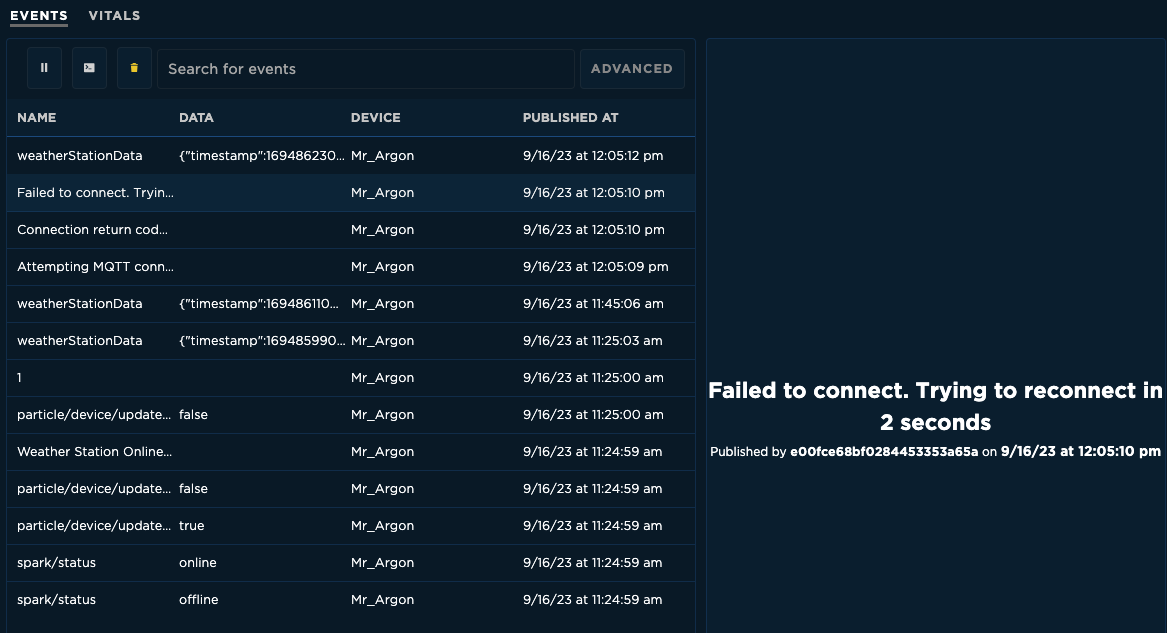 EVENTS VITALS
Search for events ADVANCED
NAME DATA DEVICE PUBLISHED AT
weatherStationData {"timestamp":169486230... Mr_Argon 9/16/23 at 12:05:12 pm
Failed to connect. Tryin... Mr_Argon 9/16/23 at 12:05:10 pm
Connection return cod... Mr_Argon 9/16/23 at 12:05:10 pm
Attempting MQTT conn... Mr_Argon 9/16/23 at 12:05:09 pm
weatherStationData {"timestamp":169486110... Mr_Argon 9/16/23 at 11:45:06 am
weatherStationData {"timestamp":169485990... Mr_Argon 9/16/23 at 11:25:03 am
1 Mr_Argon 9/16/23 at 11:25:00 am
particle/device/update... false Mr_Argon 9/16/23 at 11:25:00 am
Weather Station Online... Mr_Argon 9/16/23 at 11:24:59 am
particle/device/update... false Mr_Argon 9/16/23 at 11:24:59 am
particle/device/update... true Mr_Argon 9/16/23 at 11:24:59 am
spark/status online Mr_Argon 9/16/23 at 11:24:59 am
spark/status offline Mr_Argon 9/16/23 at 11:24:59 am
Failed to connect. Trying to reconnect in
2 seconds
Published by e00fce68bf0284453353a65a on 9/16/23 at 12:05:10 pm